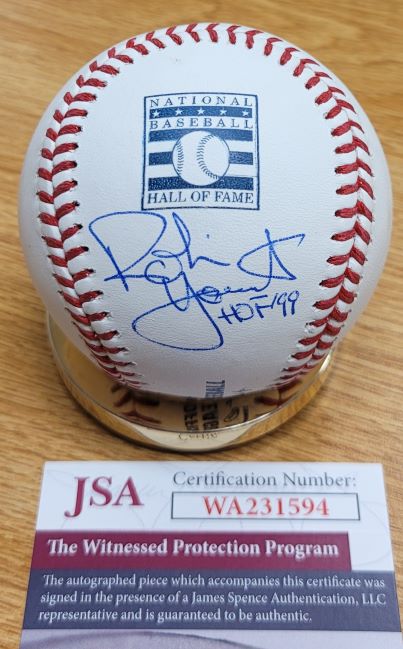 NATIONAL
BASEBALL
HALL OF FAME
Robin
Yount
HOF '99
JSA
Certification Number:
WA231594
The Witnessed Protection Program
The autographed piece which accompanies this certificate was
signed in the presence of a James Spence Authentication, LLC
representative and is guaranteed to be authentic.